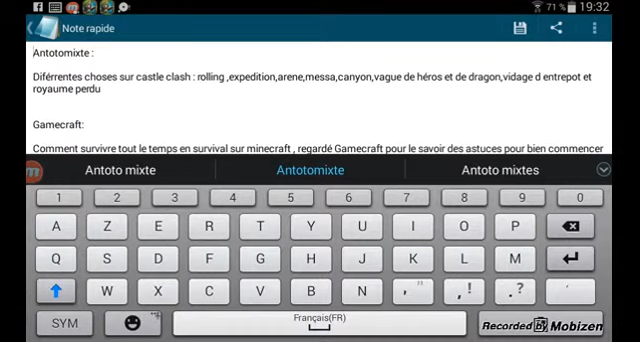 71 % 19:32
Note rapide
Antotomixte :
Diférentes choses sur castle clash : rolling ,expedition,arene,messa,canyon,vague de héros et de dragon,vidage d entrepot et
royaume perdu
Gamecraft:
Comment survivre tout le temps en survival sur minecraft , regardé Gamecraft pour le savoir des astuces pour bien commencer
Antoto mixte Antotomixte Antoto mixtes
1 2 3 4 5 6 7 8 9 0
A Z E R T Y U I O P
Q S D F G H J K L M
W X C V B N ' " , ! . ? '
SYM Français(FR) Recorded By Mobizen